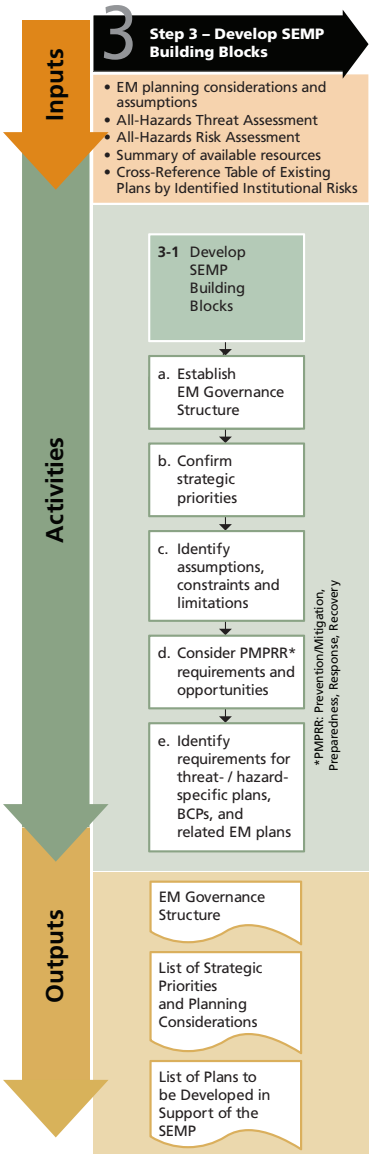 3
Step 3 – Develop SEMP
Building Blocks
Inputs
• EM planning considerations and
assumptions
• All-Hazards Threat Assessment
• All-Hazards Risk Assessment
• Summary of available resources
• Cross-Reference Table of Existing
Plans by Identified Institutional Risks
Activities
3-1 Develop
SEMP
Building
Blocks
a. Establish
EM Governance
Structure
b. Confirm
strategic
priorities
c. Identify
assumptions,
constraints and
limitations
d. Consider PMPRR*
requirements and
opportunities
e. Identify
requirements for
threat- / hazard-
specific plans,
BCPs, and
related EM plans
*PMPRR: Prevention/Mitigation,
Preparedness, Response, Recovery
Outputs
EM Governance
Structure
List of Strategic
Priorities
and Planning
Considerations
List of Plans to
be Developed in
Support of the
SEMP